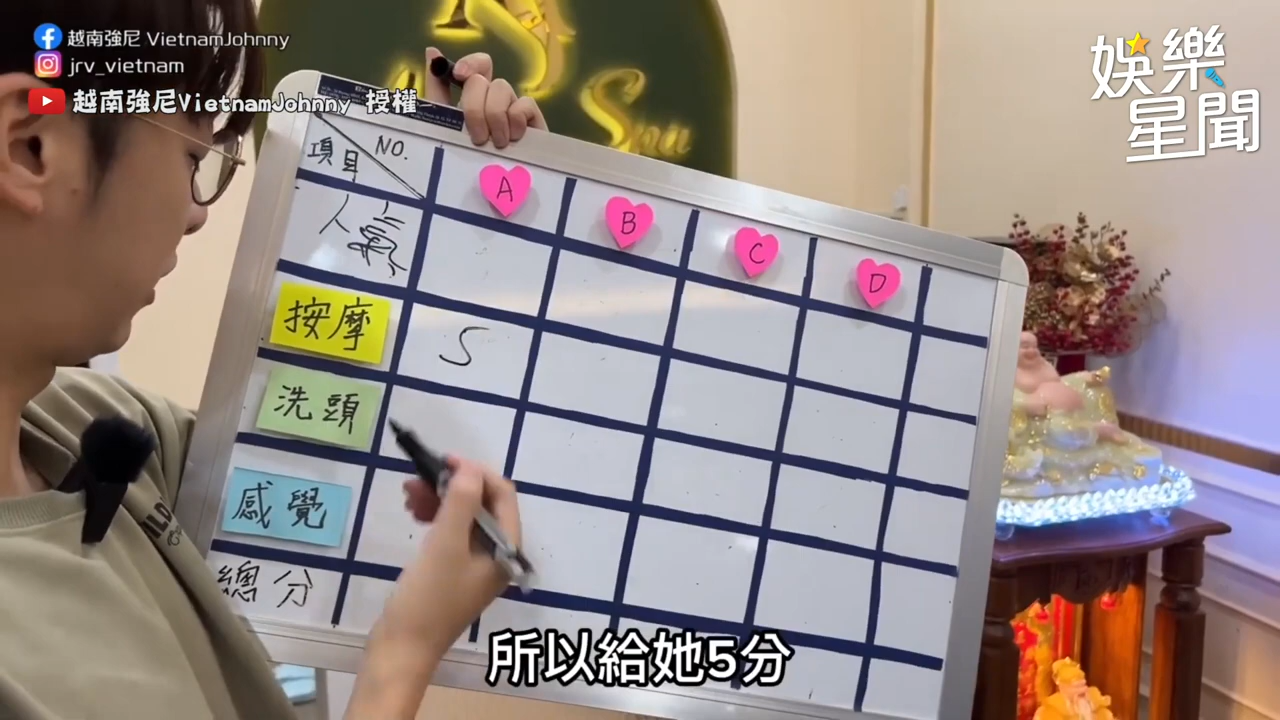 越南強尼 VietnamJohnny
jrv_vietnam
越南強尼VietnamJohnny 授權
娛樂
星聞
Spa
項目 NO.
A B C D
人氣
按摩 5
洗頭
感覺
總分
所以給她5分